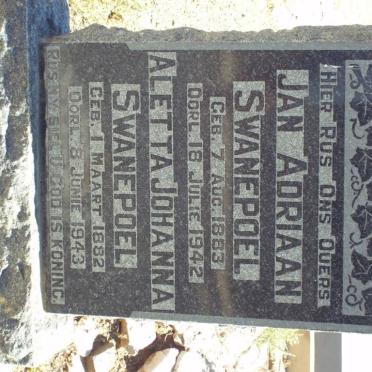 HIER RUS ONS OUERS
JAN ADRIAAN
SWANEPOEL
GEB. 7 AUG. 1883
OORL. 18 JULIE 1942
ALETTA JOHANNA
SWANEPOEL
GEB. 1 MAART 1882
OORL. 8 JUNIE 1943
GOD IS KONING